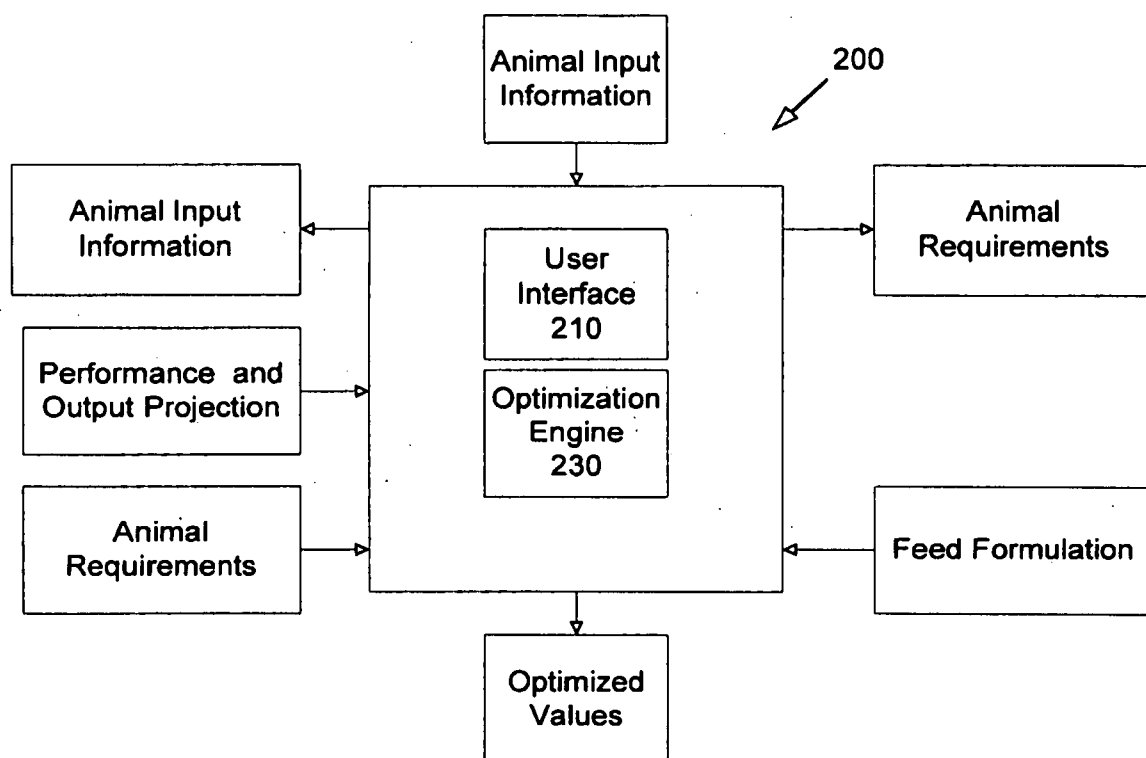 Animal Input
Information
200
Animal Input
Information
Animal
Requirements
User
Interface
210
Performance and
Output Projection
Optimization
Engine
230
Animal
Requirements
Feed Formulation
Optimized
Values